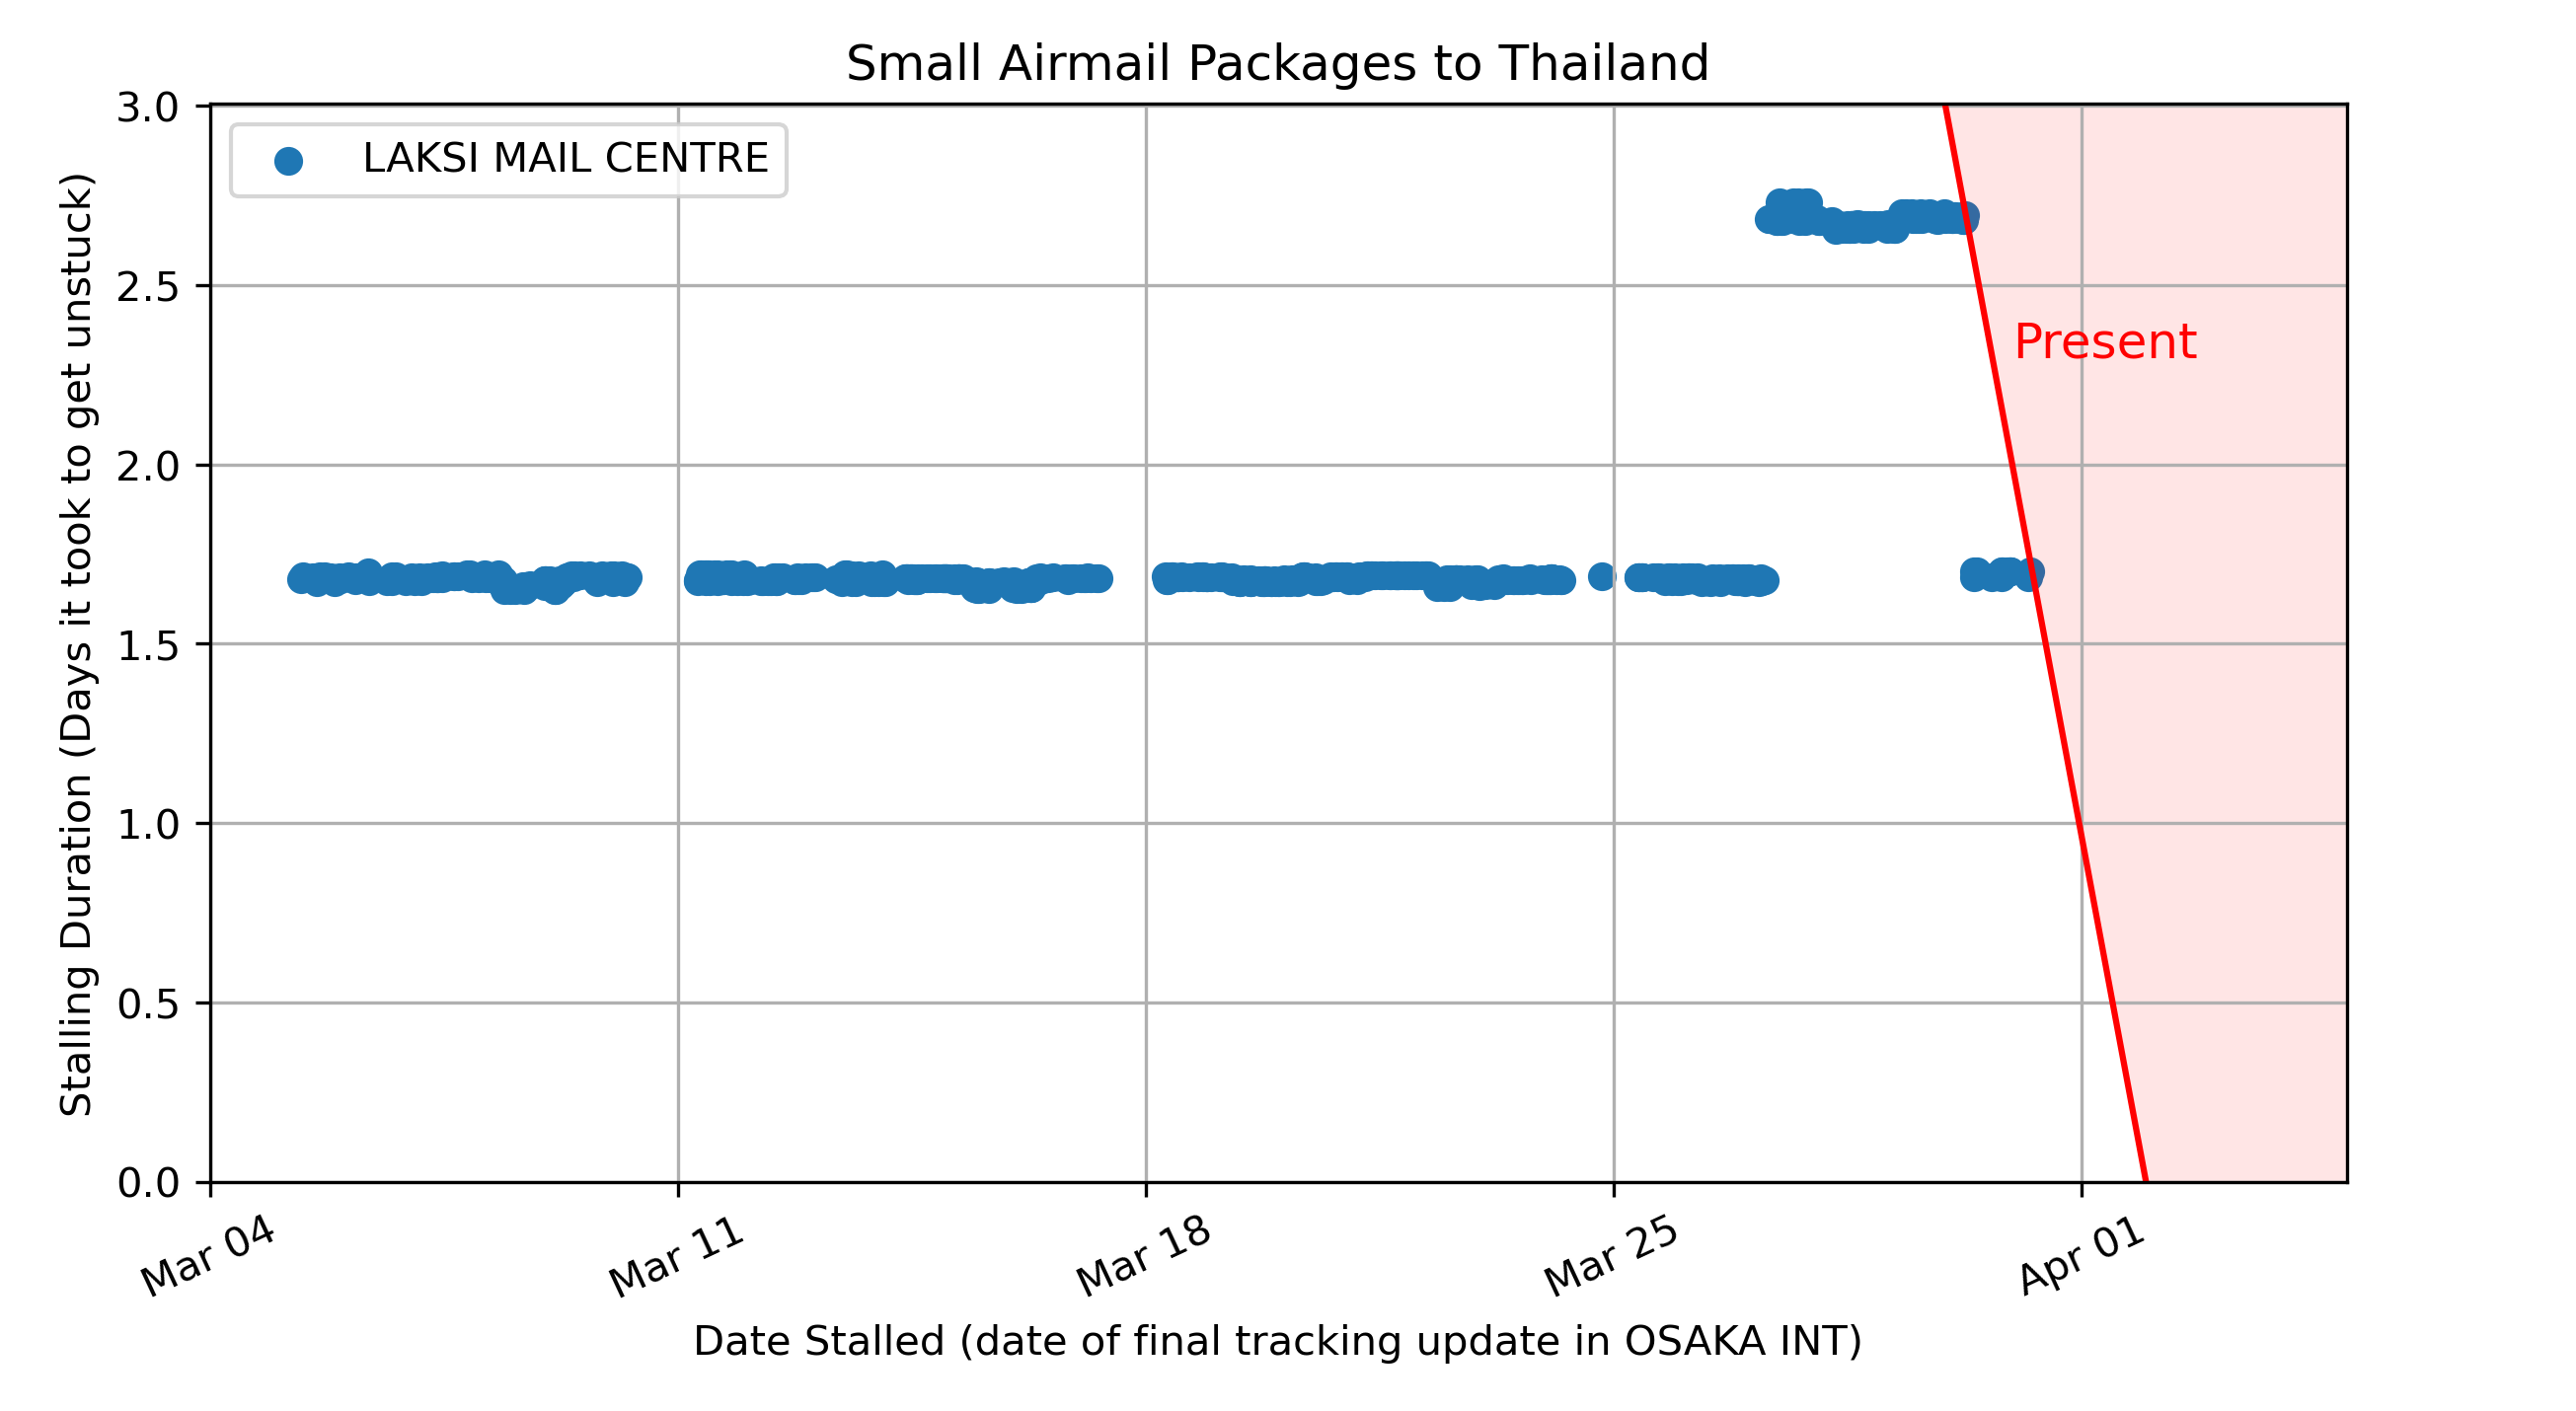 Small Airmail Packages to Thailand
Stalling Duration (Days it took to get unstuck)
3.0
2.5
2.0
1.5
1.0
0.5
0.0
LAKSI MAIL CENTRE
Present
Mar 04
Mar 11
Mar 18
Mar 25
Apr 01
Date Stalled (date of final tracking update in OSAKA INT)